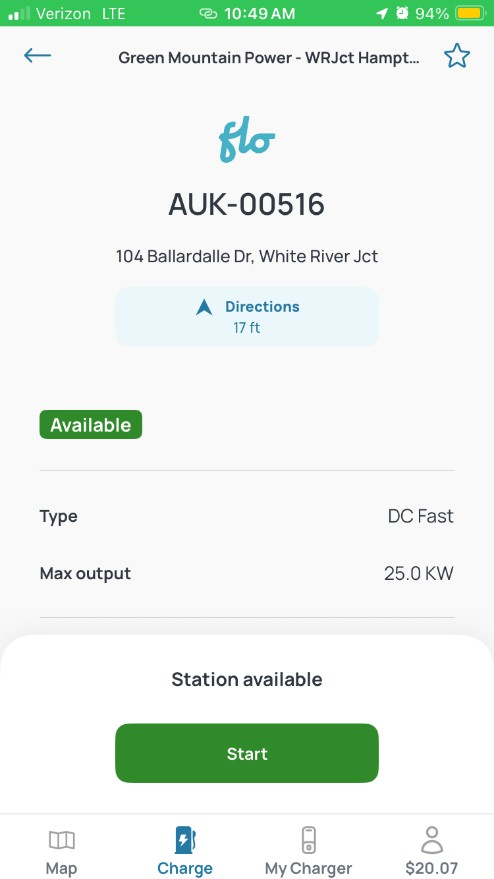 Verizon LTE 10:49 AM 94%
Green Mountain Power - WRJct Hampt...
flo
AUK-00516
104 Ballardalle Dr, White River Jct
Directions
17 ft
Available
Type DC Fast
Max output 25.0 KW
Station available
Start
Map Charge My Charger $20.07